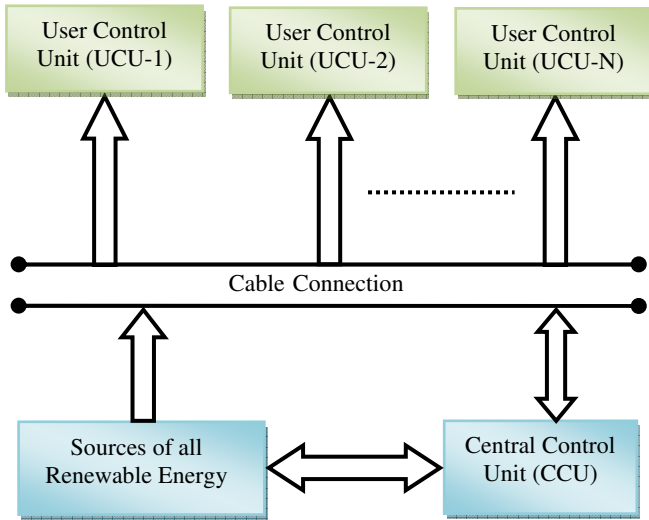 User Control
Unit (UCU-1)
User Control
Unit (UCU-2)
User Control
Unit (UCU-N)
Cable Connection
Sources of all
Renewable Energy
Central Control
Unit (CCU)